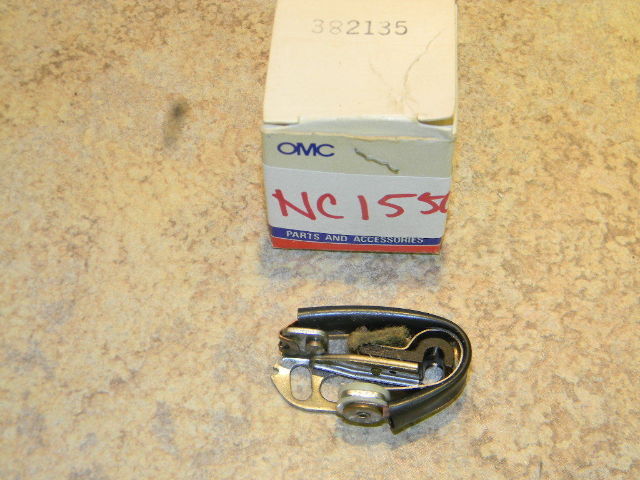 382135
OMC
NC155
PARTS AND ACCESSORIES